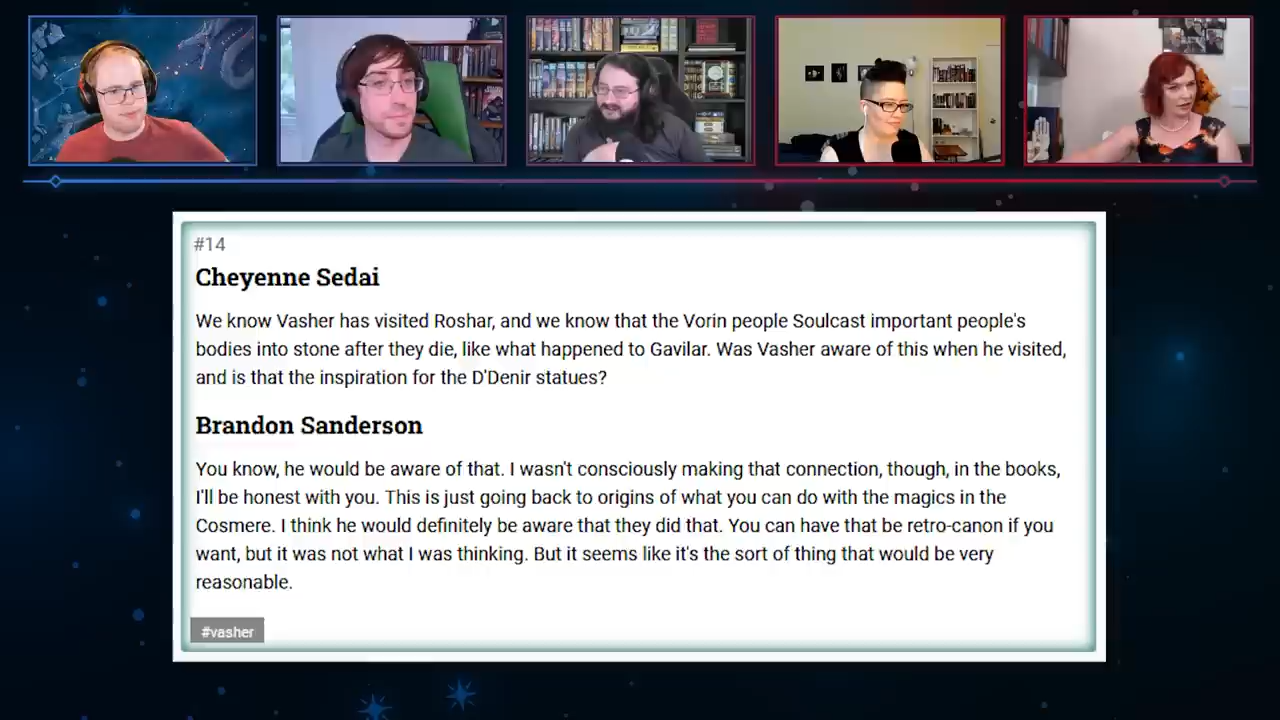 #14
Cheyenne Sedai
We know Vasher has visited Roshar, and we know that the Vorin people Soulcast important people's
bodies into stone after they die, like what happened to Gavilar. Was Vasher aware of this when he visited,
and is that the inspiration for the D'Denir statues?
Brandon Sanderson
You know, he would be aware of that. I wasn't consciously making that connection, though, in the books,
I'll be honest with you. This is just going back to origins of what you can do with the magics in the
Cosmere. I think he would definitely be aware that they did that. You can have that be retro-canon if you
want, but it was not what I was thinking. But it seems like it's the sort of thing that would be very
reasonable.
#vasher